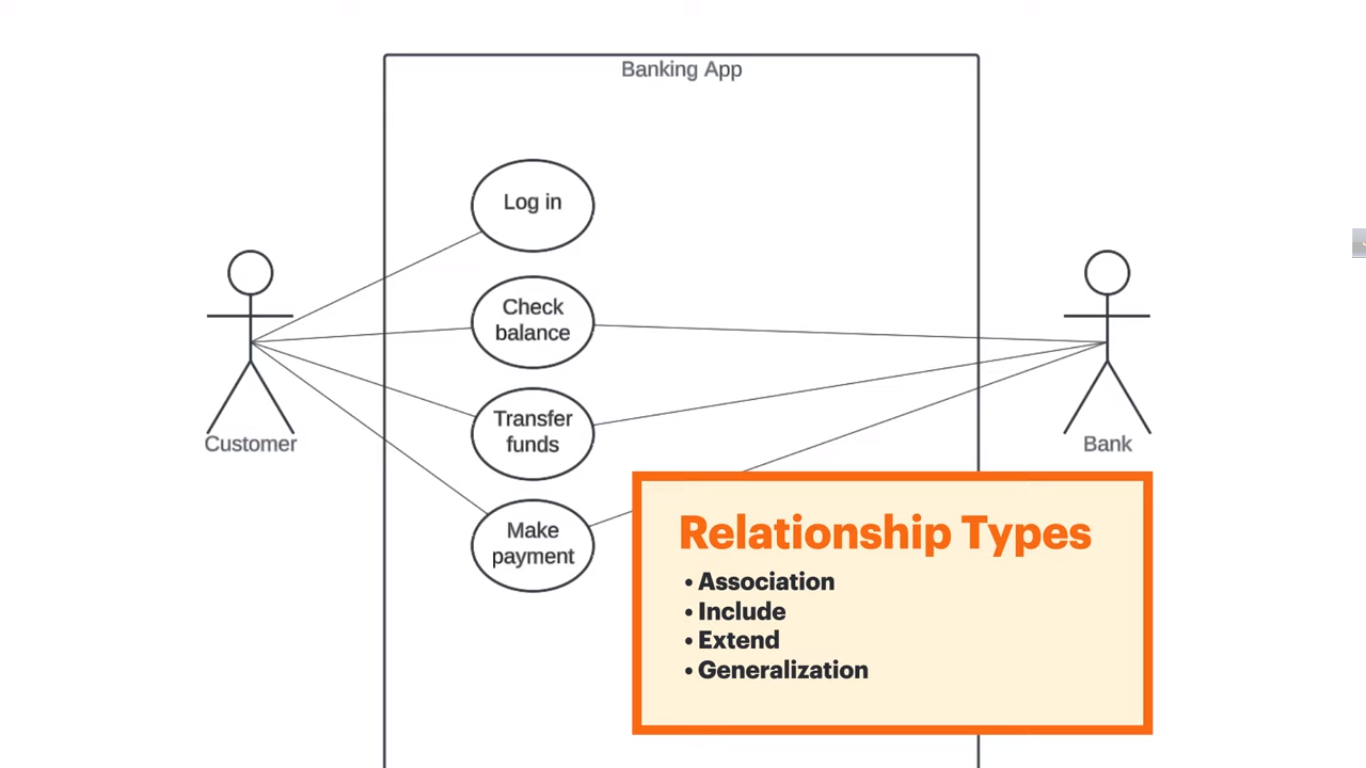 Banking App
Log in
Check
balance
Transfer
funds
Make
payment
Customer
Bank
Relationship Types
• Association
• Include
• Extend
• Generalization